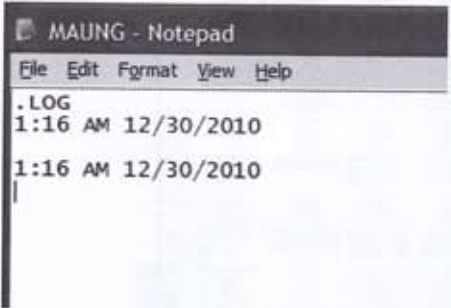 MAUNG - Notepad
File Edit Format View Help
.LOG
1:16 AM 12/30/2010
1:16 AM 12/30/2010